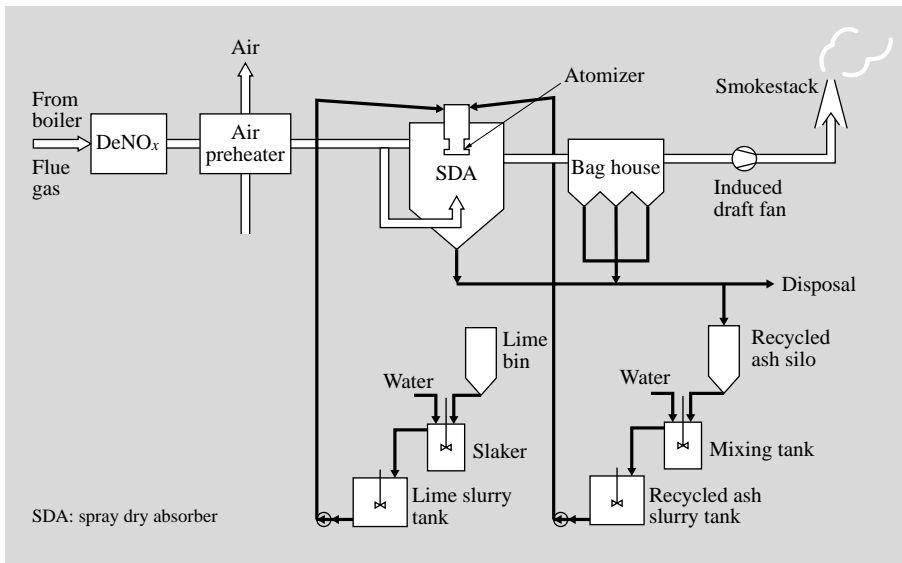 Air
Atomizer
Smokestack
From
boiler
Flue
gas
DeNOx
Air
preheater
SDA
Bag house
Induced
draft fan
Disposal
Lime
bin
Water
Slaker
Lime slurry
tank
Recycled
ash silo
Water
Mixing tank
Recycled ash
slurry tank
SDA: spray dry absorber